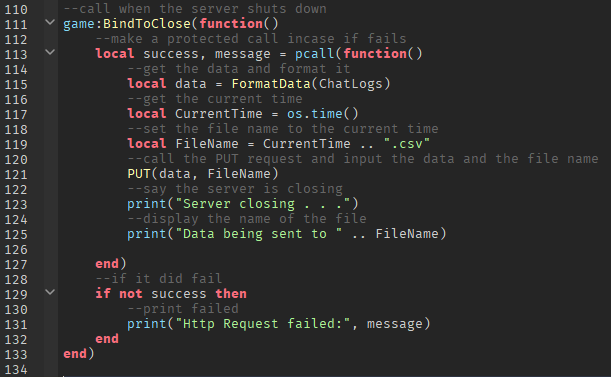 110 --call when the server shuts down
111 game:BindToClose(function()
112 --make a protected call incase if fails
113 local success, message = pcall(function()
114 --get the data and format it
115 local data = FormatData(ChatLogs)
116 --get the current time
117 local CurrentTime = os.time()
118 --set the file name to the current time
119 local FileName = CurrentTime .. ".csv"
120 --call the PUT request and input the data and the file name
121 PUT(data, FileName)
122 --say the server is closing
123 print("Server closing . . .")
124 --display the name of the file
125 print("Data being sent to " .. FileName)
126
127 end)
128 --if it did fail
129 if not success then
130 --print failed
131 print("Http Request failed:", message)
132 end
133 end)
134